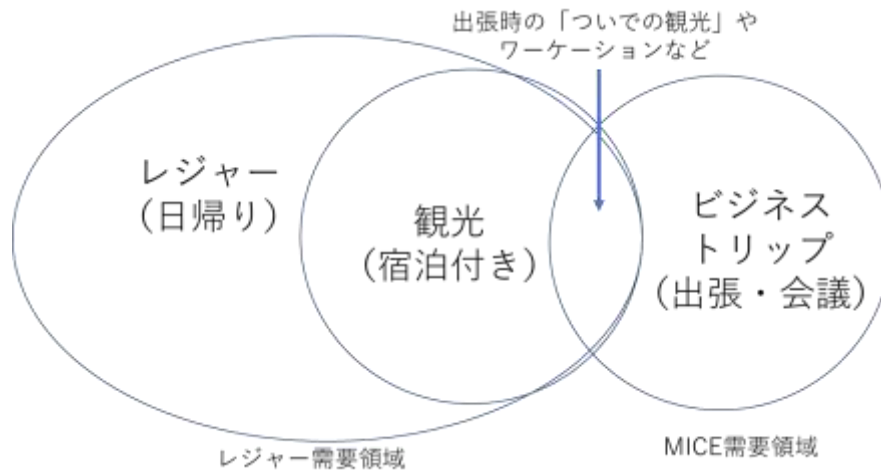 出張時の「ついでの観光」や
ワーケーションなど
レジャー
(日帰り)
観光
(宿泊付き)
ビジネス
トリップ
(出張・会議)
レジャー需要領域
MICE需要領域